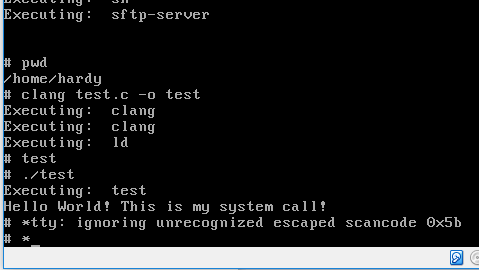 Executing:  sh
Executing:  sftp-server
# pwd
/home/hardy
# clang test.c -o test
Executing:  clang
Executing:  clang
Executing:  ld
# test
# ./test
Executing:  test
Hello World! This is my system call!
# *tty: ignoring unrecognized escaped scancode 0x5b
# *_